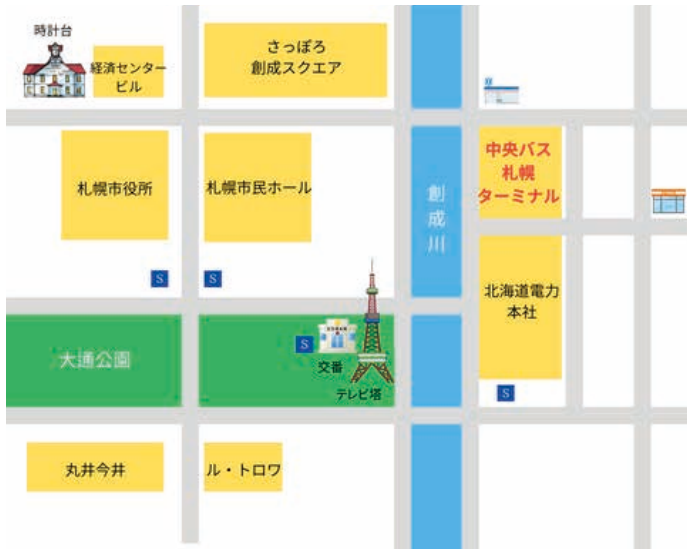 時計台
経済センター
ビル
さっぽろ
創成スクエア
札幌市役所
札幌市民ホール
創成川
中央バス
札幌
ターミナル
S
S
北海道電力
本社
大通公園
S
交番
テレビ塔
S
丸井今井
ル・トロワ